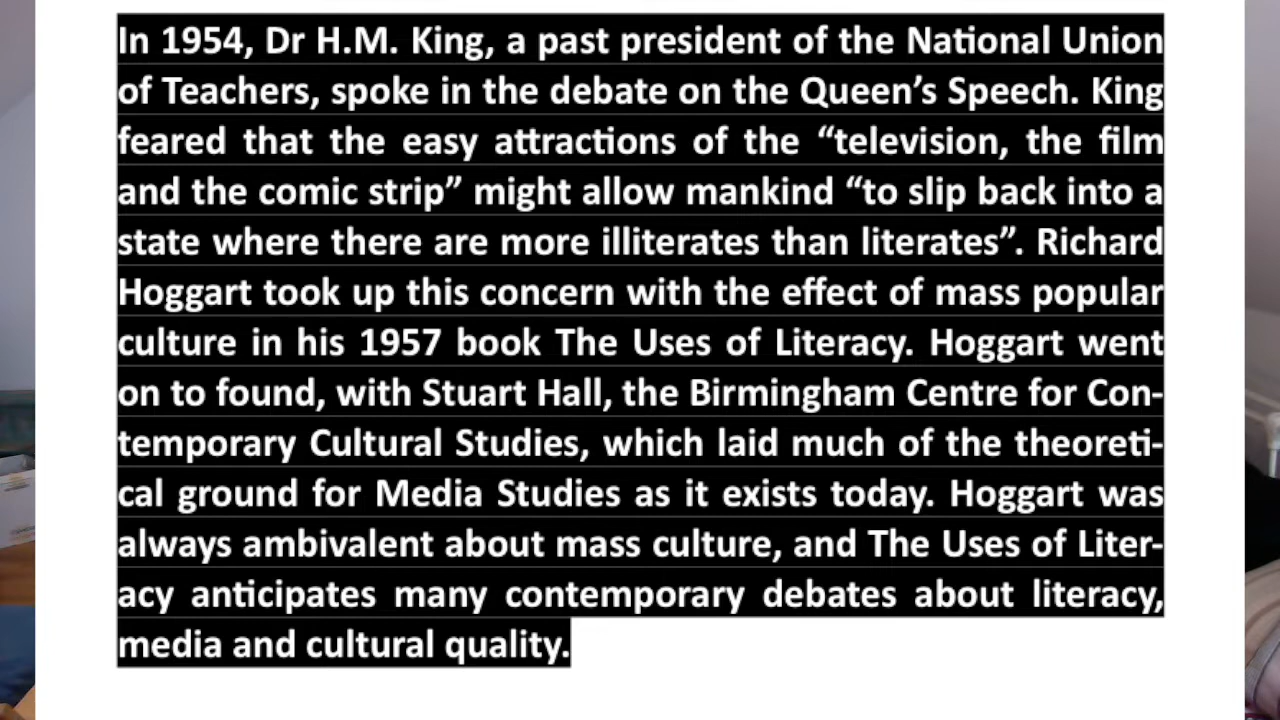 In 1954, Dr H.M. King, a past president of the National Union
of Teachers, spoke in the debate on the Queen’s Speech. King
feared that the easy attractions of the “television, the film
and the comic strip” might allow mankind “to slip back into a
state where there are more illiterates than literates”. Richard
Hoggart took up this concern with the effect of mass popular
culture in his 1957 book The Uses of Literacy. Hoggart went
on to found, with Stuart Hall, the Birmingham Centre for Con-
temporary Cultural Studies, which laid much of the theoreti-
cal ground for Media Studies as it exists today. Hoggart was
always ambivalent about mass culture, and The Uses of Liter-
acy anticipates many contemporary debates about literacy,
media and cultural quality.